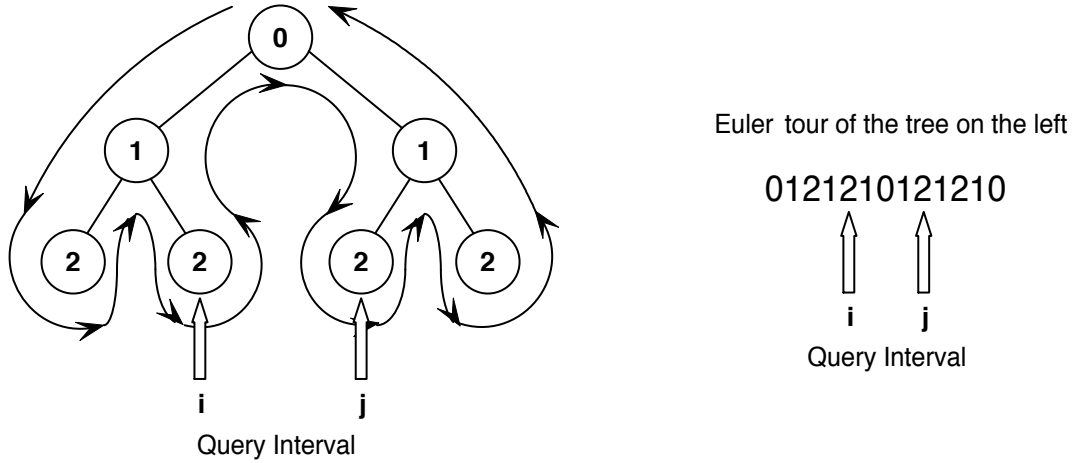 0
1 1
2 2 2 2
i j
Query Interval
Euler tour of the tree on the left
0121210121210
i j
Query Interval